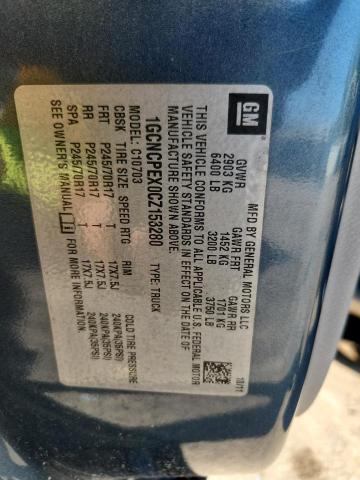 GM
MFD BY GENERAL MOTORS LLC
GVWR GAWR FRT GAWR RR
2903 KG 1452 KG 1701 KG
6400 LB 3200 LB 3750 LB
THIS VEHICLE CONFORMS TO ALL APPLICABLE U.S. FEDERAL MOTOR
VEHICLE SAFETY STANDARDS IN EFFECT ON THE DATE OF
MANUFACTURE SHOWN ABOVE.
10/11
1GCNCPEX0CZ153280 TYPE: TRUCK
MODEL: C10703
CBSK TIRE SIZE SPEED RTG RIM COLD TIRE PRESSURE
FRT P245/70R17 T 17X7.5J 240KPA(35PSI)
RR P245/70R17 T 17X7.5J 240KPA(35PSI)
SPA P245/70R17 T 17X7.5J 240KPA(35PSI)
SEE OWNER'S MANUAL